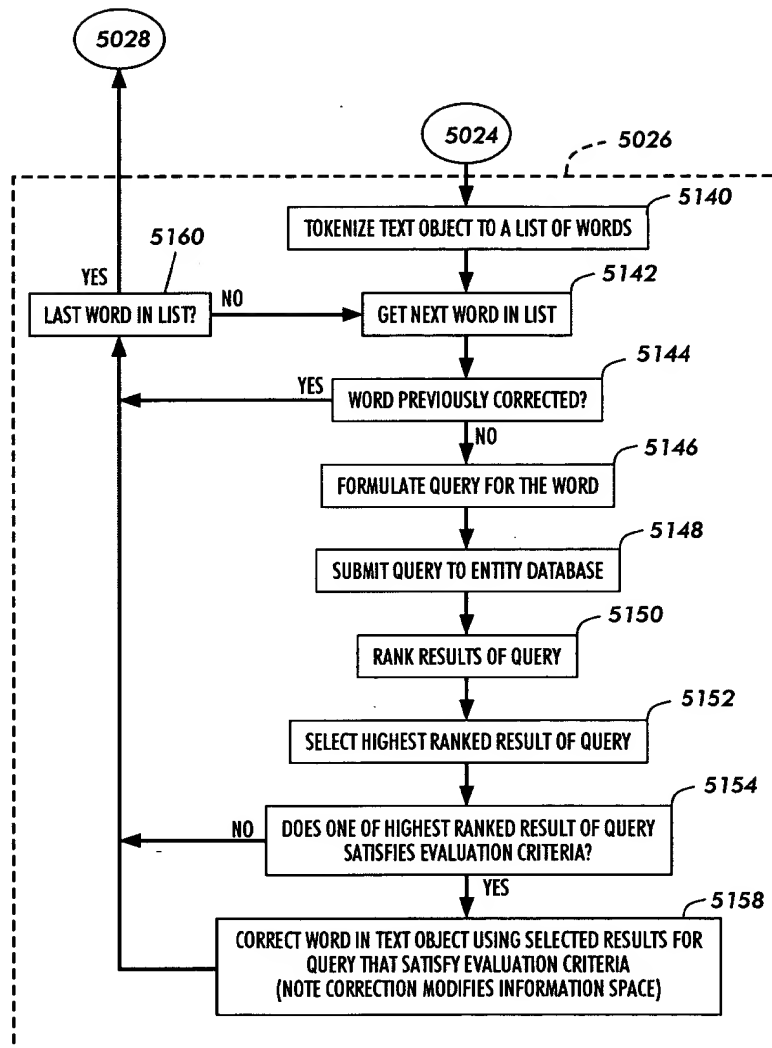 5028
5024
5026
5140
TOKENIZE TEXT OBJECT TO A LIST OF WORDS
5160
5142
YES
LAST WORD IN LIST?
NO
GET NEXT WORD IN LIST
5144
YES
WORD PREVIOUSLY CORRECTED?
NO
5146
FORMULATE QUERY FOR THE WORD
5148
SUBMIT QUERY TO ENTITY DATABASE
5150
RANK RESULTS OF QUERY
5152
SELECT HIGHEST RANKED RESULT OF QUERY
5154
NO
DOES ONE OF HIGHEST RANKED RESULT OF QUERY
SATISFIES EVALUATION CRITERIA?
YES
5158
CORRECT WORD IN TEXT OBJECT USING SELECTED RESULTS FOR
QUERY THAT SATISFY EVALUATION CRITERIA
(NOTE CORRECTION MODIFIES INFORMATION SPACE)